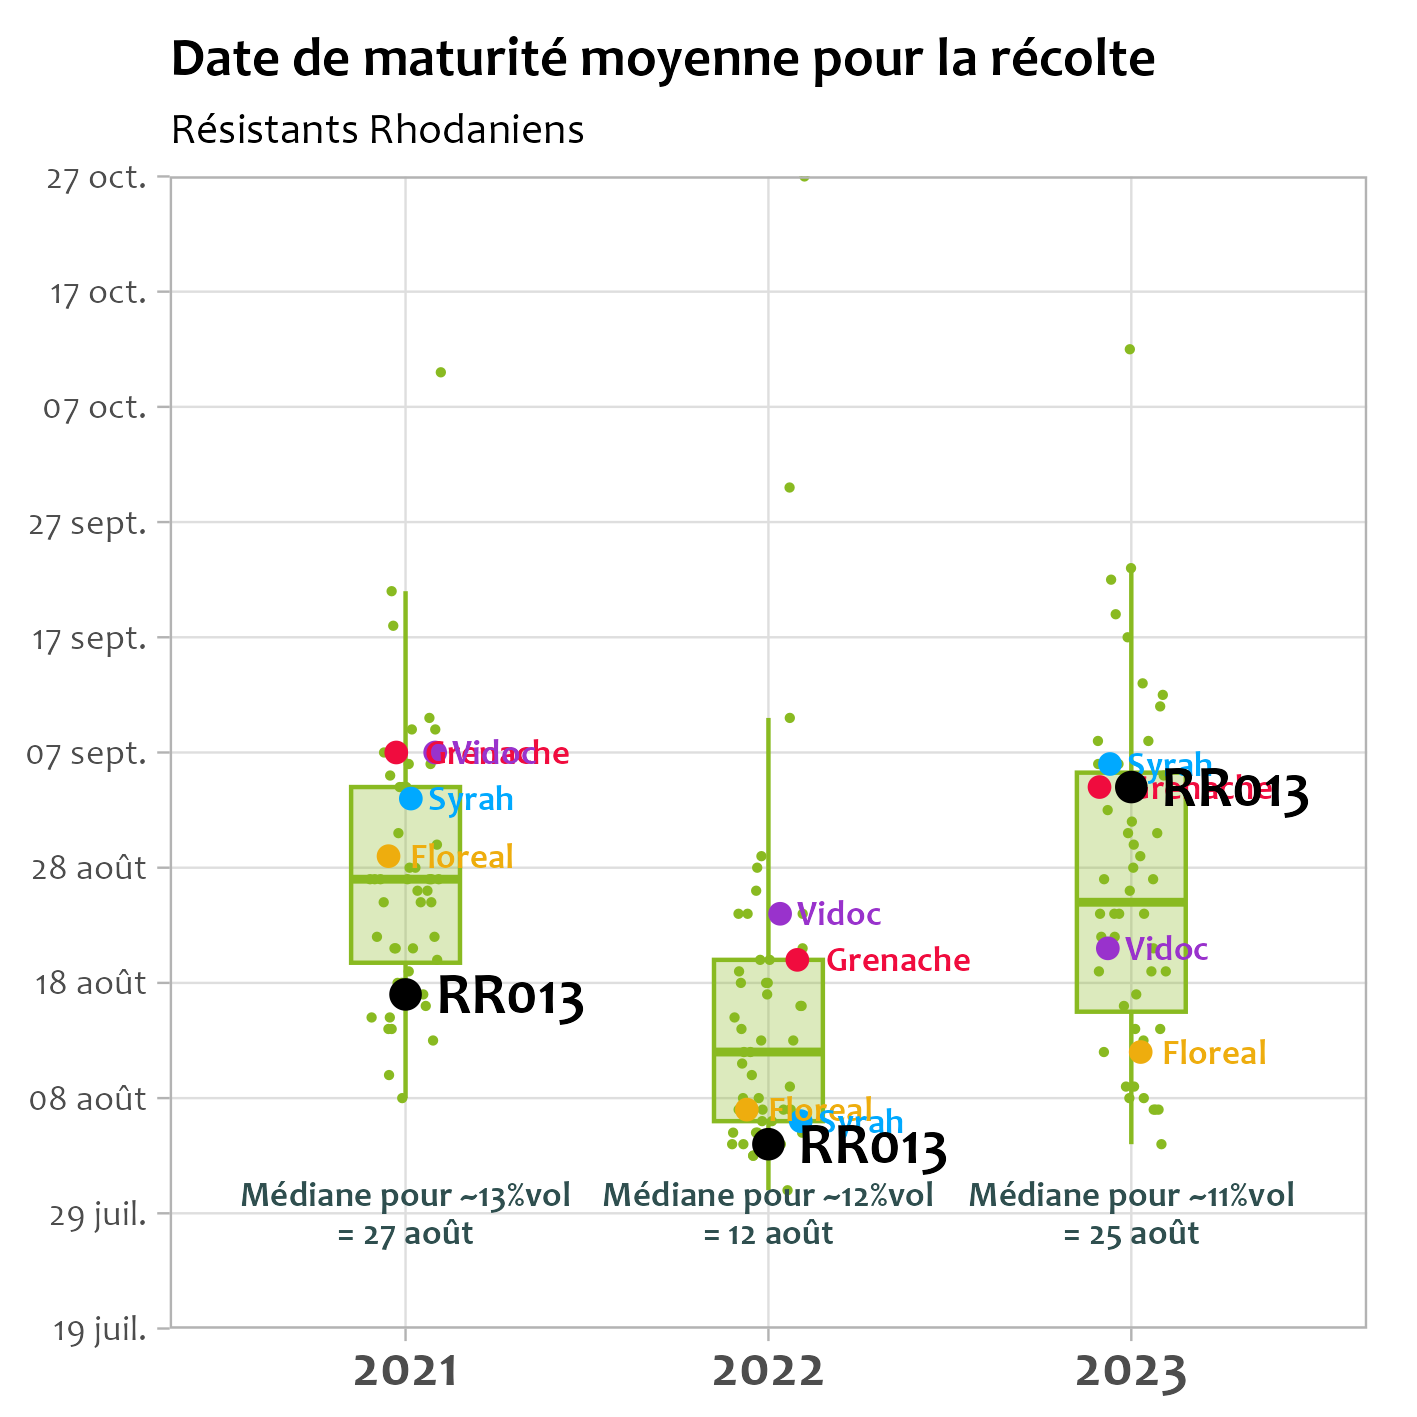 Date de maturité moyenne pour la récolte
Résistants Rhodaniens
27 oct.
17 oct.
07 oct.
27 sept.
17 sept.
07 sept.
28 août
18 août
08 août
29 juil.
19 juil.
Grenache
Vidoc
Syrah
Floreal
RR013
Vidoc
Grenache
Floreal
Syrah
RR013
Syrah
Grenache
RR013
Vidoc
Floreal
Médiane pour ~13%vol
= 27 août
Médiane pour ~12%vol
= 12 août
Médiane pour ~11%vol
= 25 août
2021
2022
2023